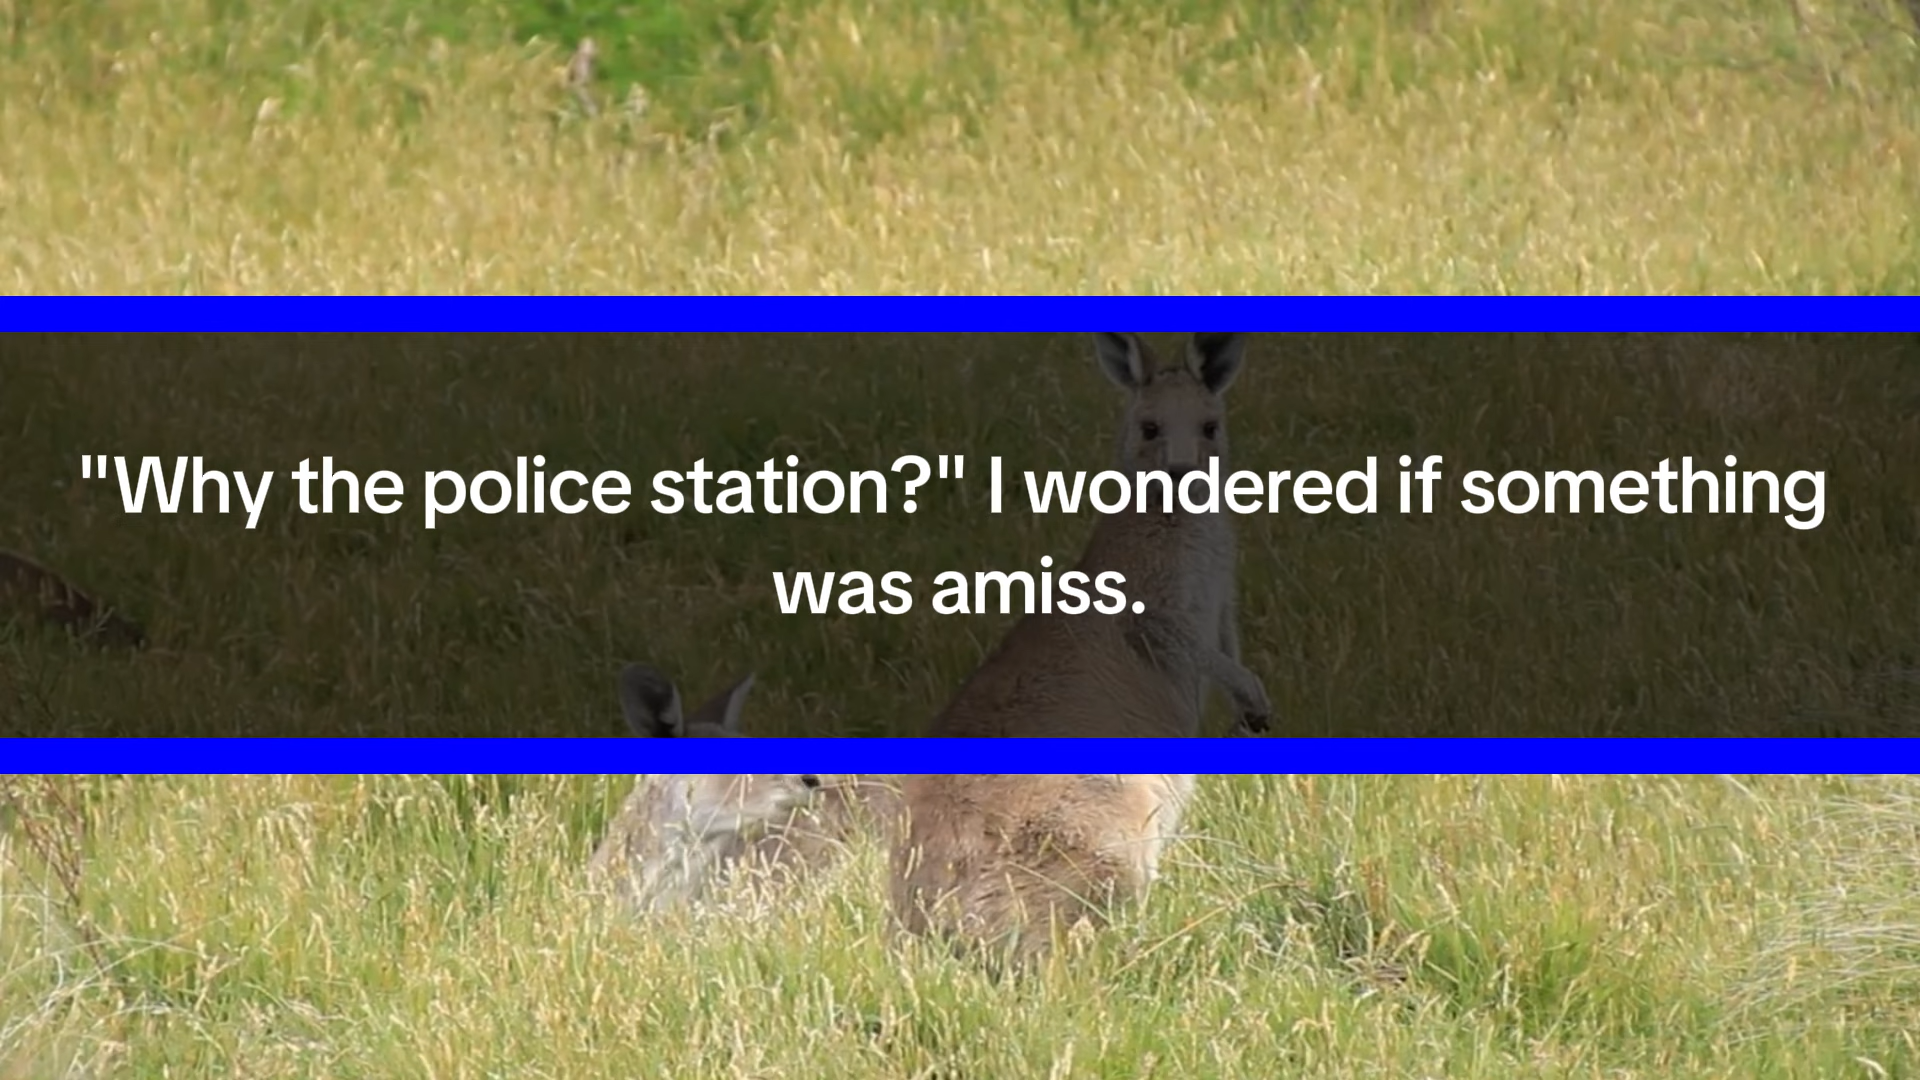 "Why the police station?" I wondered if something
was amiss.